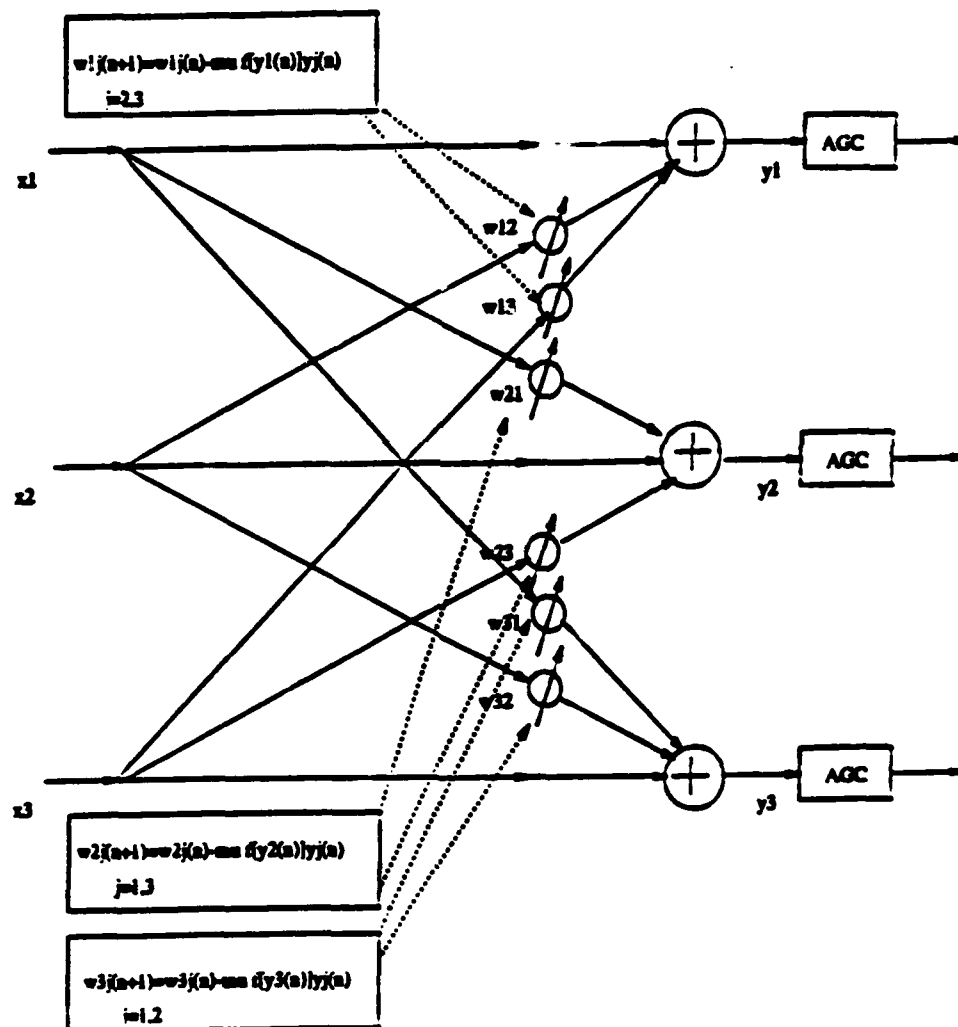 w1j(n+1)=w1j(n)-mu f[y1(n)]yj(n)
j=2,3
x1
y1
AGC
w12
w13
w21
x2
y2
AGC
w23
w31
w32
x3
y3
AGC
w2j(n+1)=w2j(n)-mu f[y2(n)]yj(n)
j=1,3
w3j(n+1)=w3j(n)-mu f[y3(n)]yj(n)
j=1,2